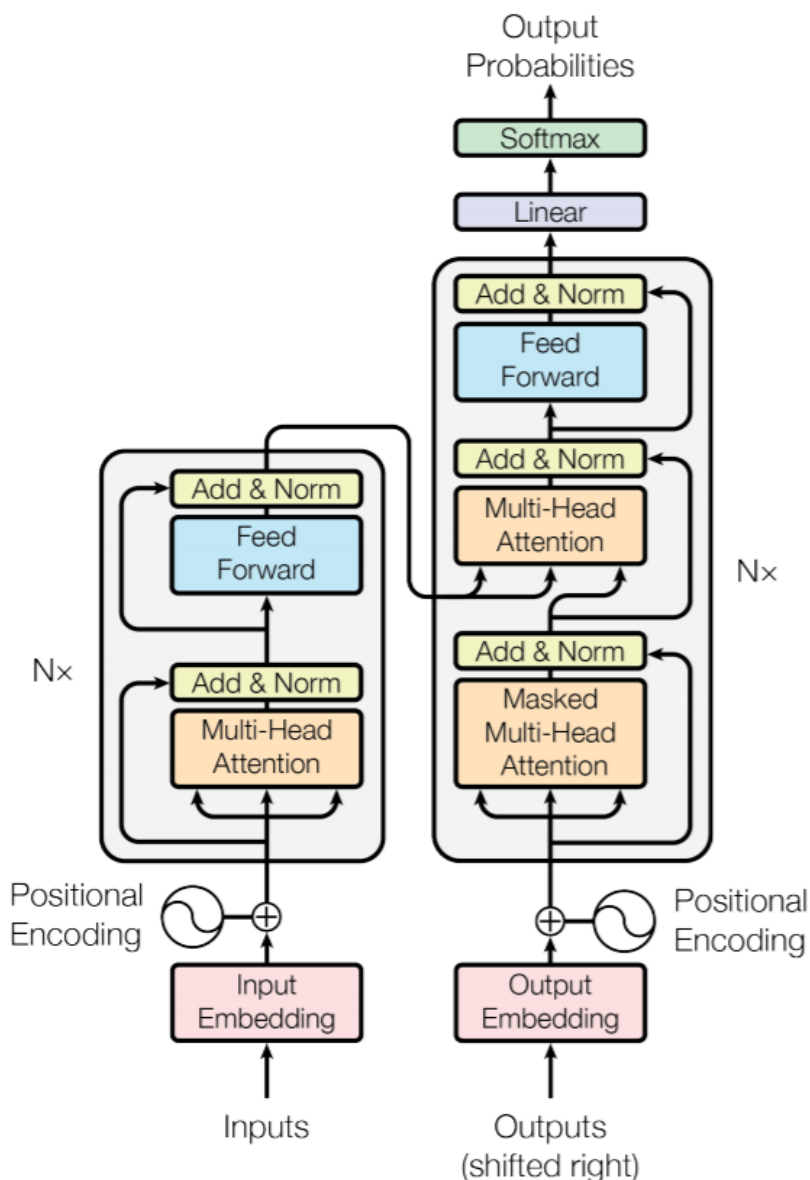 Output
Probabilities
Softmax
Linear
Add & Norm
Feed
Forward
Add & Norm
Multi-Head
Attention
Add & Norm
Masked
Multi-Head
Attention
N×
Add & Norm
Feed
Forward
Add & Norm
Multi-Head
Attention
N×
Positional
Encoding
Positional
Encoding
Input
Embedding
Output
Embedding
Inputs
Outputs
(shifted right)